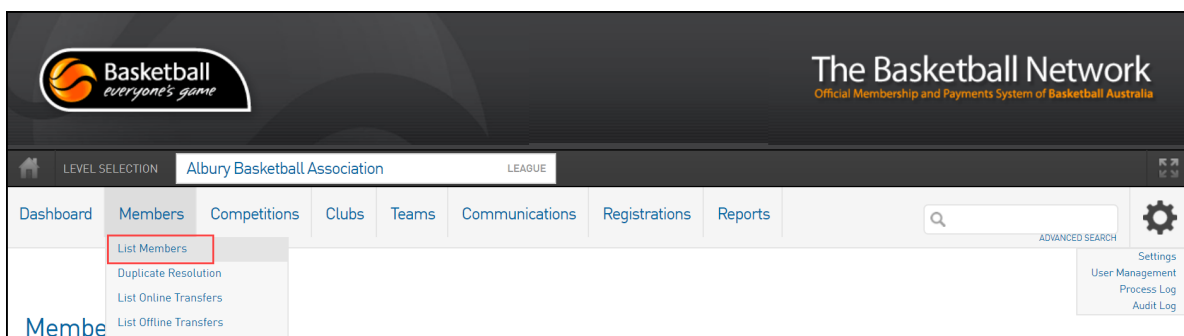 Basketball
everyone's game
The Basketball Network
Official Membership and Payments System of Basketball Australia
LEVEL SELECTION Albury Basketball Association LEAGUE
Dashboard Members Competitions Clubs Teams Communications Registrations Reports
ADVANCED SEARCH
List Members
Duplicate Resolution
List Online Transfers
List Offline Transfers
Settings
User Management
Process Log
Audit Log
Membe